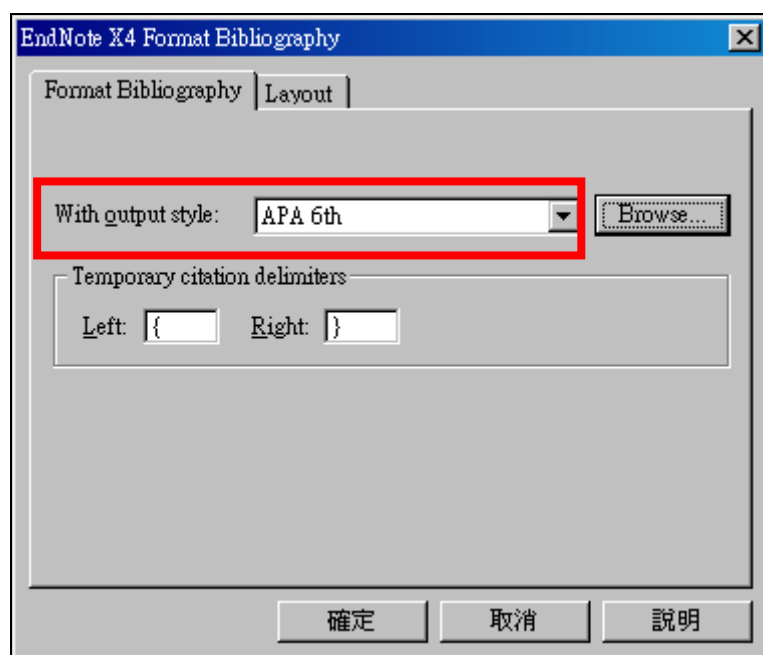 EndNote X4 Format Bibliography
Format Bibliography Layout
With output style: APA 6th Browse...
Temporary citation delimiters
Left: { Right: }
確定 取消 說明